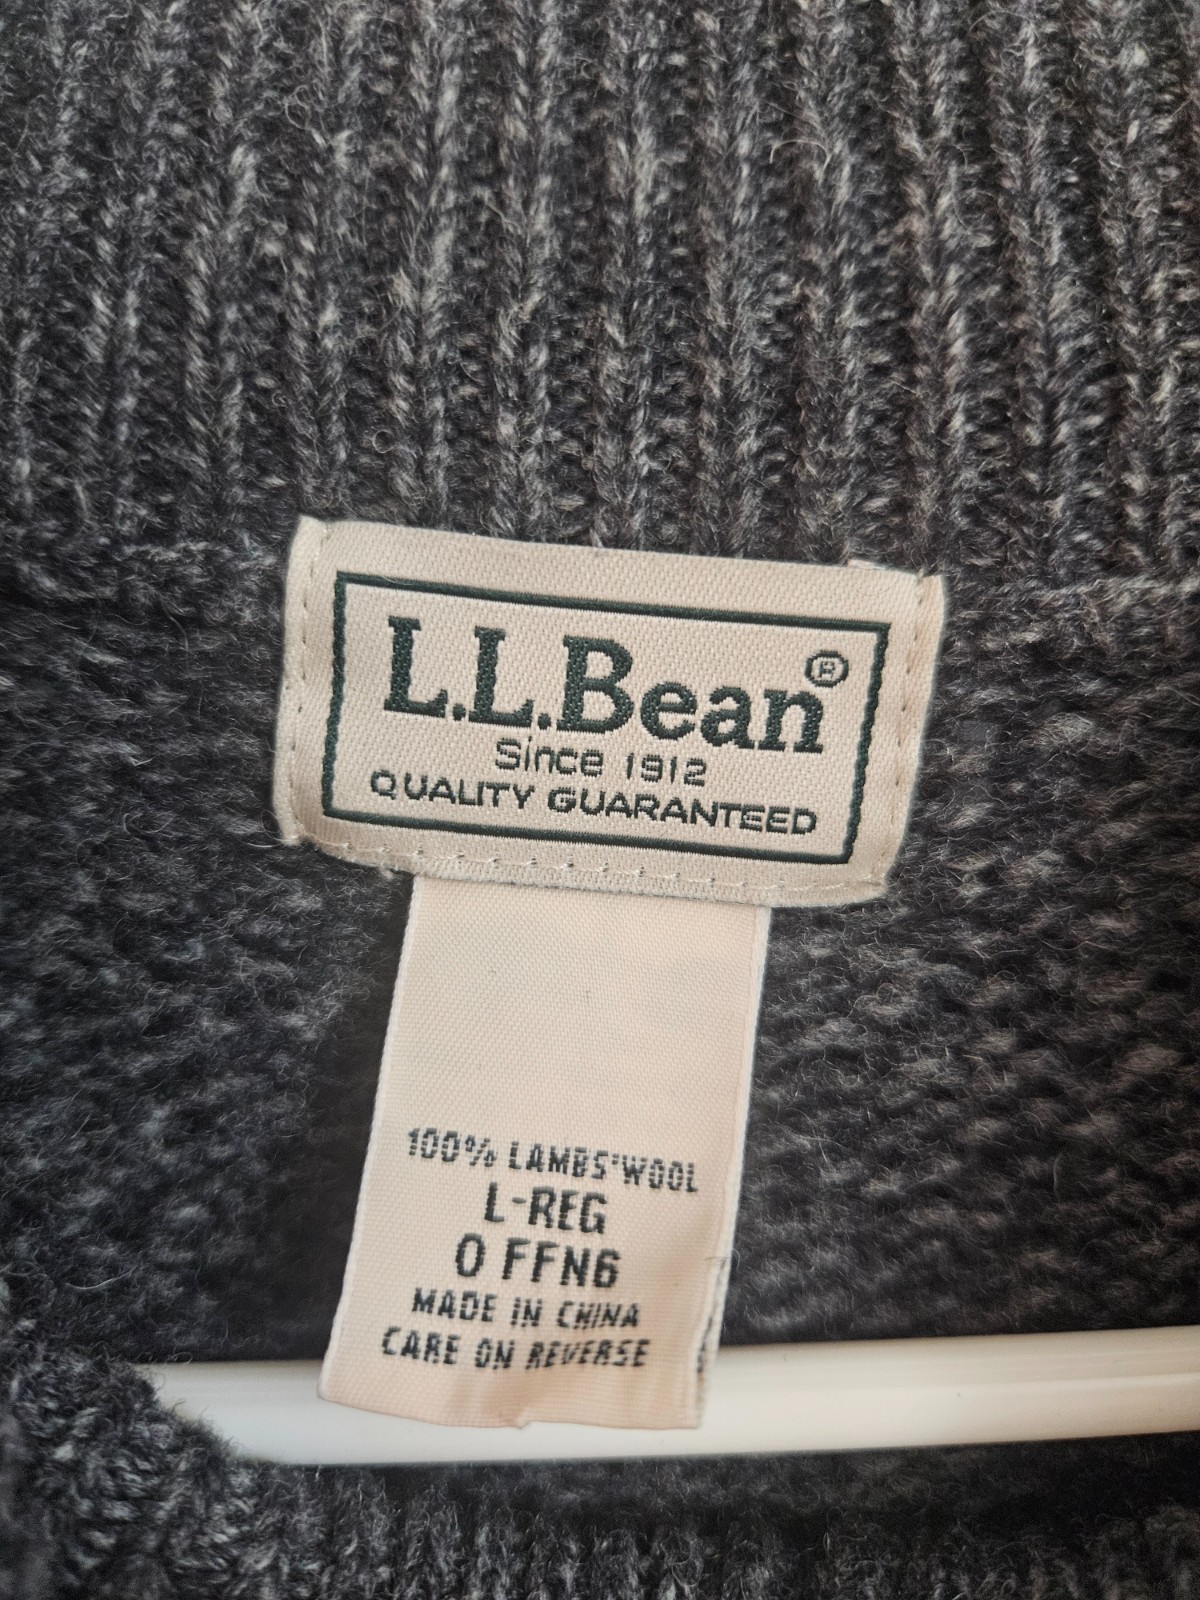 L.L.Bean®
Since 1912
QUALITY GUARANTEED
100% LAMBS'WOOL
L-REG
0 FFN6
MADE IN CHINA
CARE ON REVERSE